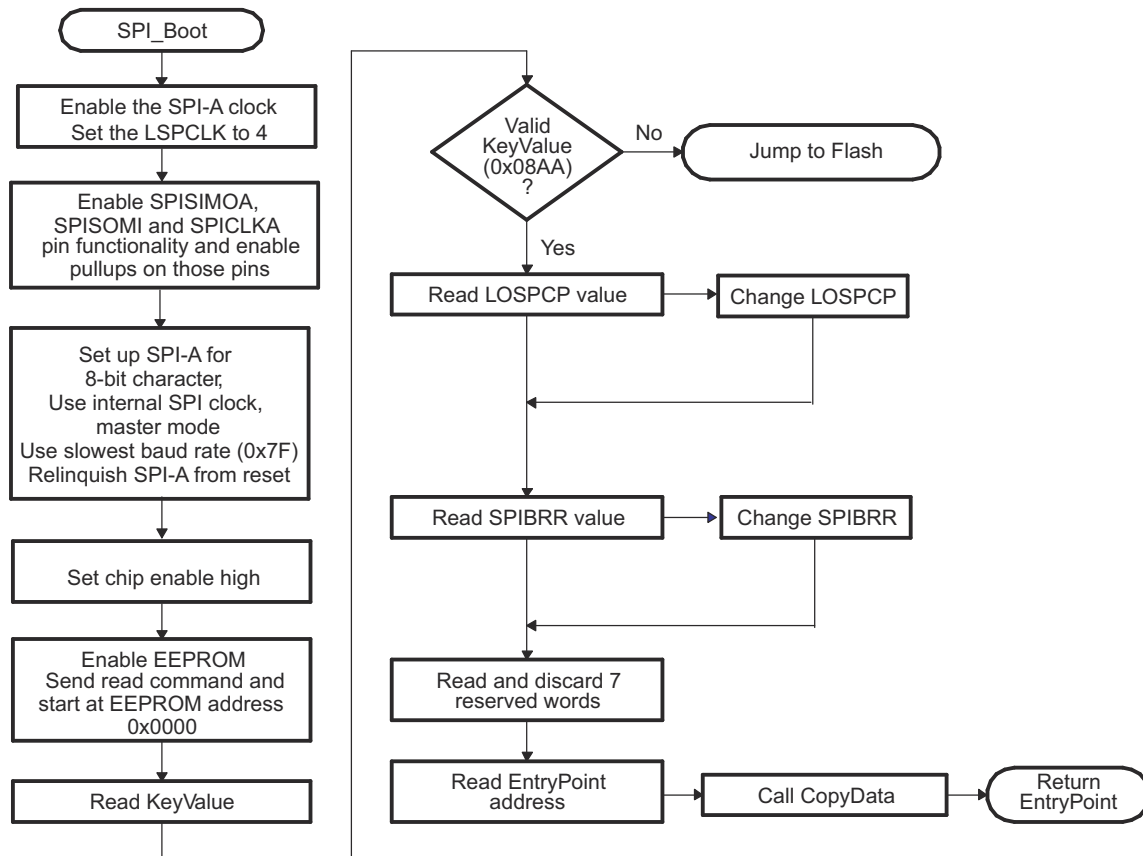 SPI_Boot
Enable the SPI-A clock
Set the LSPCLK to 4
Enable SPISIMOA,
SPISOMI and SPICLKA
pin functionality and enable
pullups on those pins
Set up SPI-A for
8-bit character,
Use internal SPI clock,
master mode
Use slowest baud rate (0x7F)
Relinquish SPI-A from reset
Set chip enable high
Enable EEPROM
Send read command and
start at EEPROM address
0x0000
Read KeyValue
Valid
KeyValue
(0x08AA)
?
No
Jump to Flash
Yes
Read LOSPCP value
Change LOSPCP
Read SPIBRR value
Change SPIBRR
Read and discard 7
reserved words
Read EntryPoint
address
Call CopyData
Return
EntryPoint